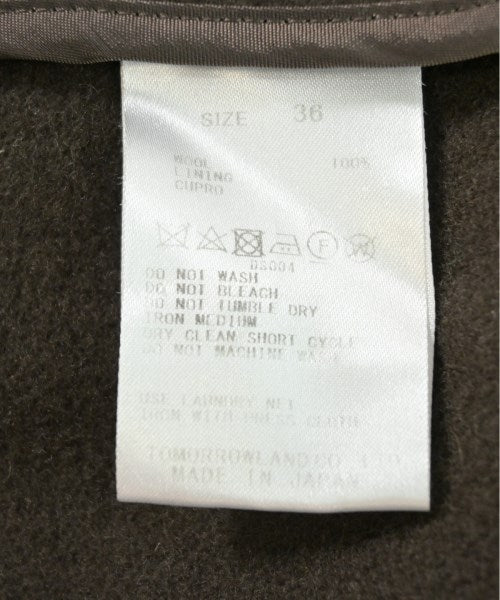 SIZE 36
WOOL 100%
LINING
CUPRO
F W
DS004
DO NOT WASH
DO NOT BLEACH
DO NOT TUMBLE DRY
IRON MEDIUM
DRY CLEAN SHORT CYCLE
DO NOT MACHINE WASH
USE LAUNDRY NET
IRON WITH PRESS CLOTH
TOMORROWLAND CO., LTD
MADE IN JAPAN